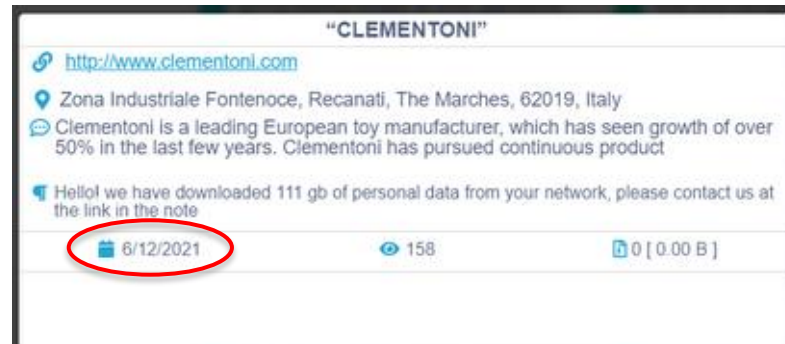 “CLEMENTONI”
http://www.clementoni.com
Zona Industriale Fontenoce, Recanati, The Marches, 62019, Italy
Clementoni is a leading European toy manufacturer, which has seen growth of over
50% in the last few years. Clementoni has pursued continuous product
Hello! we have downloaded 111 gb of personal data from your network, please contact us at
the link in the note
6/12/2021 158 0 [ 0.00 B ]